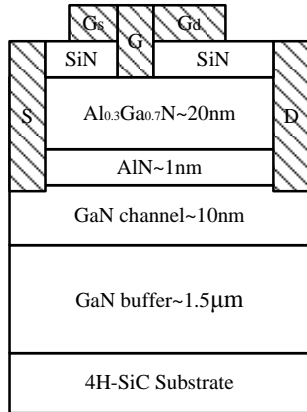 Gs G Gd
SiN SiN
S Al0.3Ga0.7N~20nm D
AlN~1nm
GaN channel~10nm
GaN buffer~1.5μm
4H-SiC Substrate